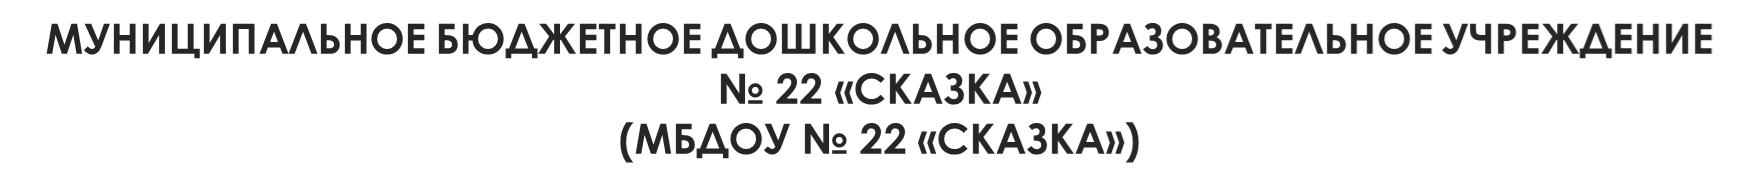 МУНИЦИПАЛЬНОЕ БЮДЖЕТНОЕ ДОШКОЛЬНОЕ ОБРАЗОВАТЕЛЬНОЕ УЧРЕЖДЕНИЕ
№ 22 «СКАЗКА»
(МБДОУ № 22 «СКАЗКА»)